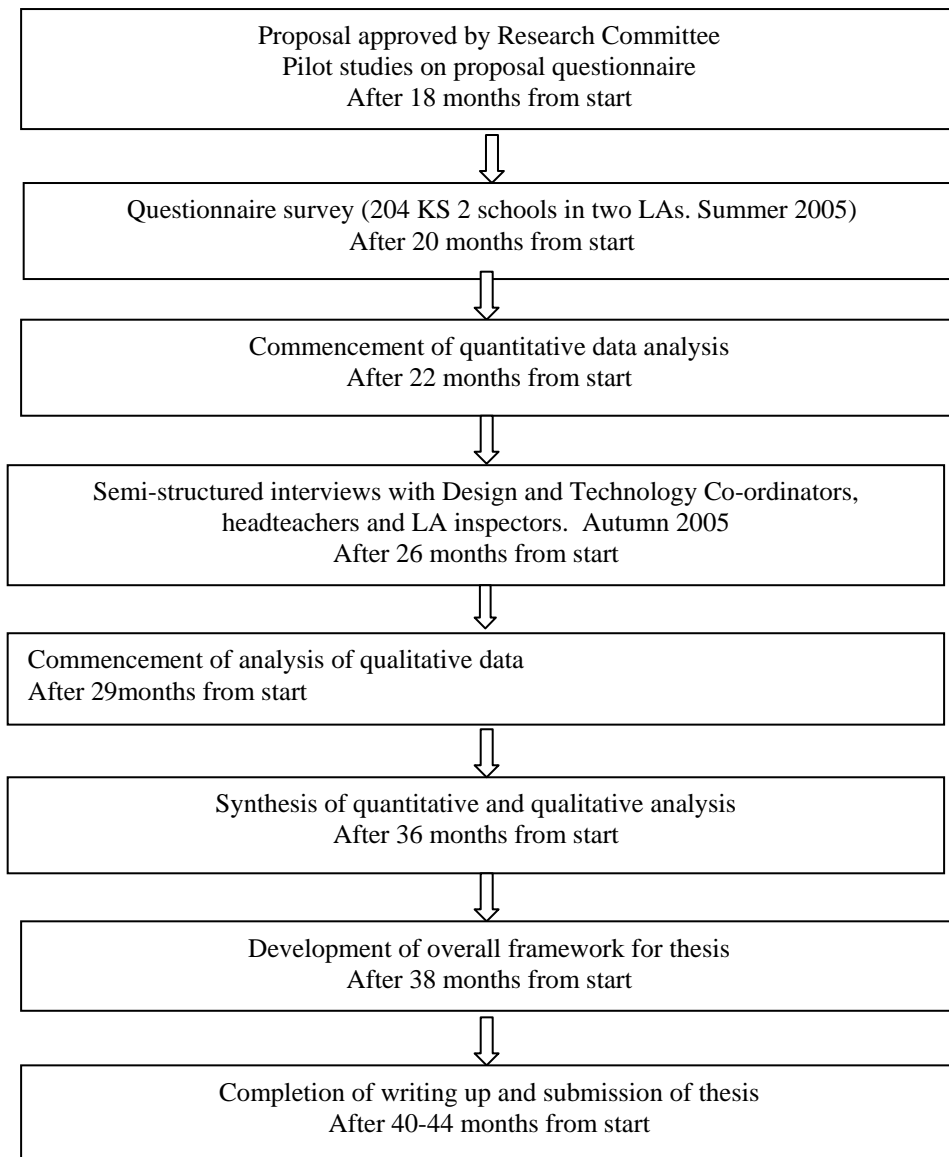 Proposal approved by Research Committee
Pilot studies on proposal questionnaire
After 18 months from start
Questionnaire survey (204 KS 2 schools in two LAs. Summer 2005)
After 20 months from start
Commencement of quantitative data analysis
After 22 months from start
Semi-structured interviews with Design and Technology Co-ordinators,
headteachers and LA inspectors.  Autumn 2005
After 26 months from start
Commencement of analysis of qualitative data
After 29months from start
Synthesis of quantitative and qualitative analysis
After 36 months from start
Development of overall framework for thesis
After 38 months from start
Completion of writing up and submission of thesis
After 40-44 months from start